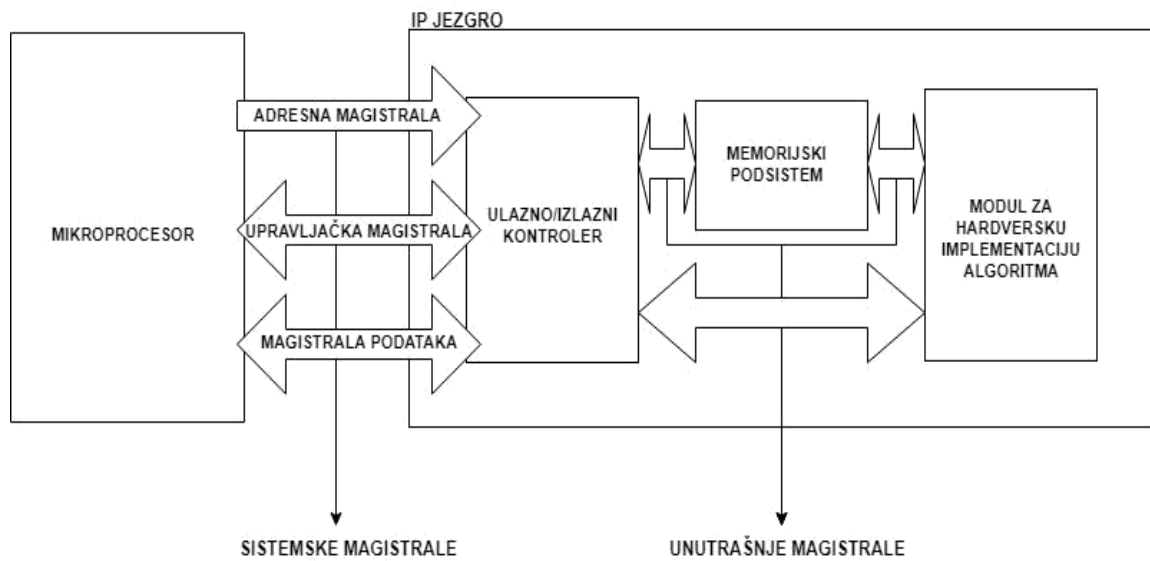 IP JEZGRO
ADRESNA MAGISTRALA
MIKROPROCESOR
UPRAVLJAČKA MAGISTRALA
MAGISTRALA PODATAKA
ULAZNO/IZLAZNI
KONTROLER
MEMORIJSKI
PODSISTEM
MODUL ZA
HARDVERSKU
IMPLEMENTACIJU
ALGORITMA
SISTEMSKE MAGISTRALE
UNUTRAŠNJE MAGISTRALE